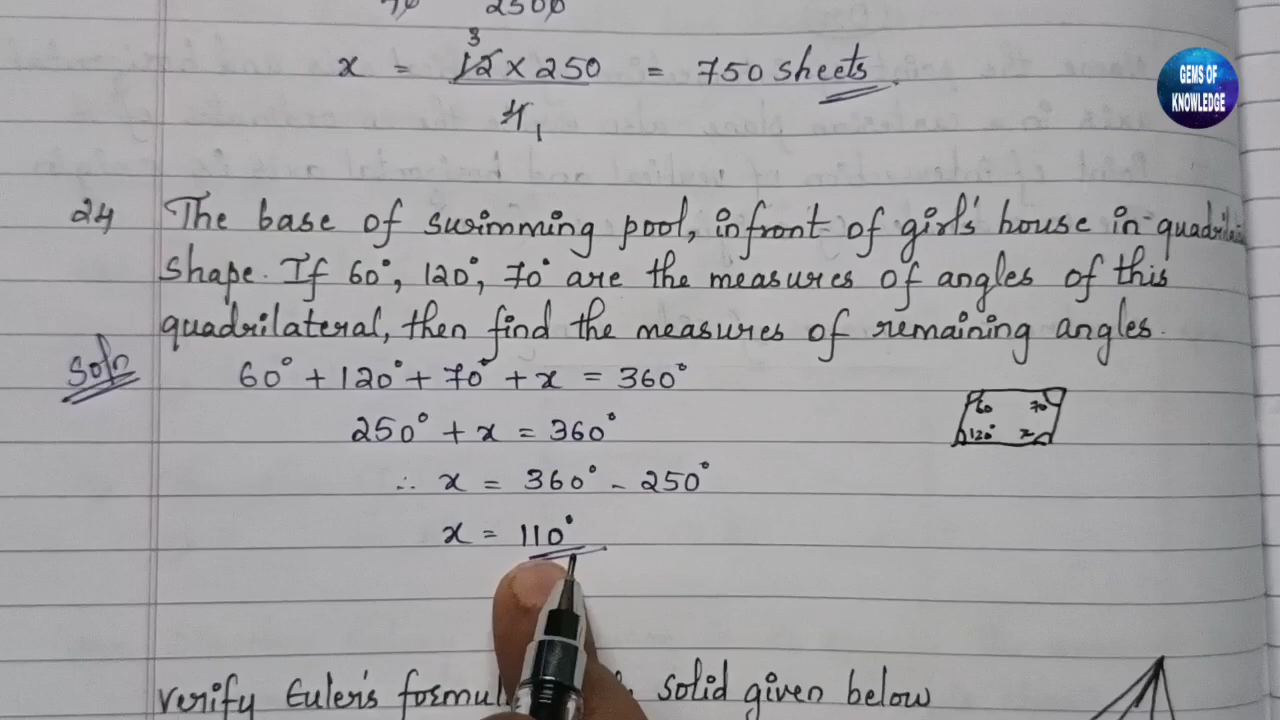 2500
x = 12 × 250 = 750 sheets
3
4 1
GEMS OF
KNOWLEDGE
24 The base of swimming pool, infront of girl's house in quadrilateral
shape. If 60°, 120°, 70° are the measures of angles of this
quadrilateral, then find the measures of remaining angles.
Soln
60° + 120° + 70° + x = 360°
250° + x = 360°
∴ x = 360° - 250°
x = 110°
60 70
120° x
verify Euler's formul solid given below